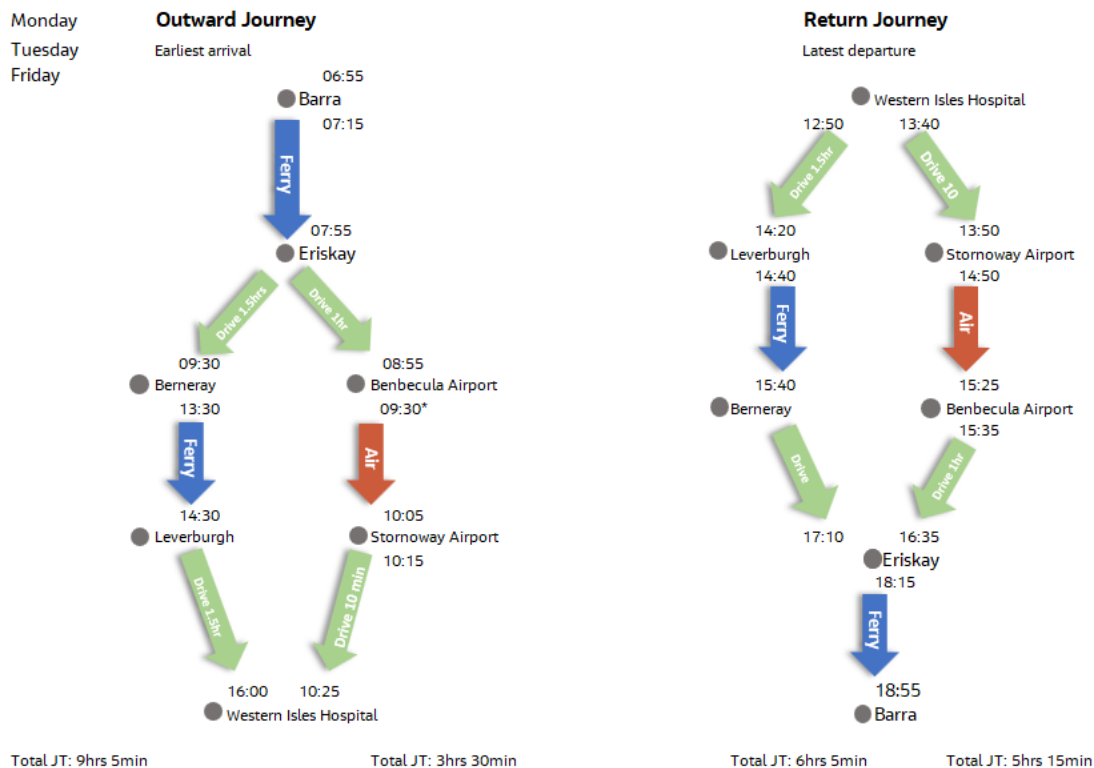 Monday
Tuesday
Friday
Outward Journey
Earliest arrival
06:55
Barra
07:15
Ferry
07:55
Eriskay
Drive 1.5hrs
Drive 1hr
09:30
Berneray
13:30
08:55
Benbecula Airport
09:30*
Ferry
Air
14:30
Leverburgh
10:05
Stornoway Airport
10:15
Drive 1.5hr
Drive 10 min
16:00
10:25
Western Isles Hospital
Total JT: 9hrs 5min
Total JT: 3hrs 30min
Return Journey
Latest departure
Western Isles Hospital
12:50
13:40
Drive 1.5hr
Drive 10
14:20
Leverburgh
14:40
13:50
Stornoway Airport
14:50
Ferry
Air
15:40
Berneray
15:25
Benbecula Airport
15:35
Drive
Drive 1hr
17:10
16:35
Eriskay
18:15
Ferry
18:55
Barra
Total JT: 6hrs 5min
Total JT: 5hrs 15min